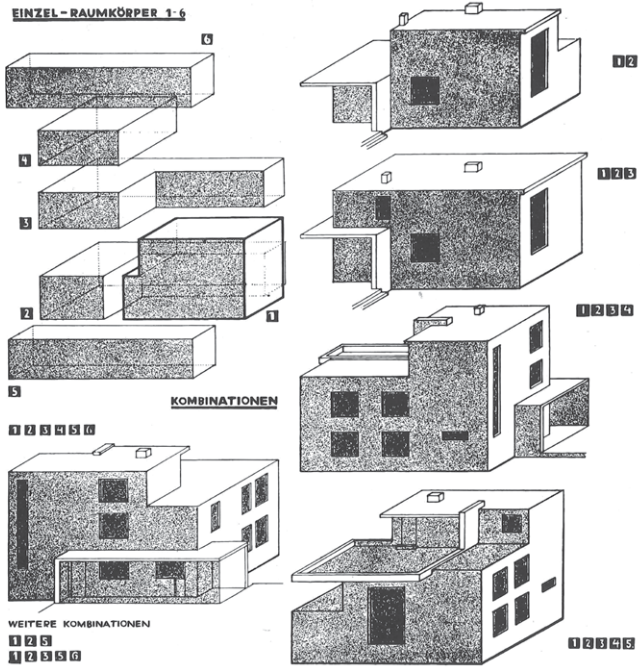 EINZEL-RAUMKÖRPER 1-6
6
4
3
2
1
5
KOMBINATIONEN
1 2 3 4 5 6
WEITERE KOMBINATIONEN
1 2 5
1 2 3 5 6
1 2
1 2 3
1 2 3 4
1 2 3 4 5